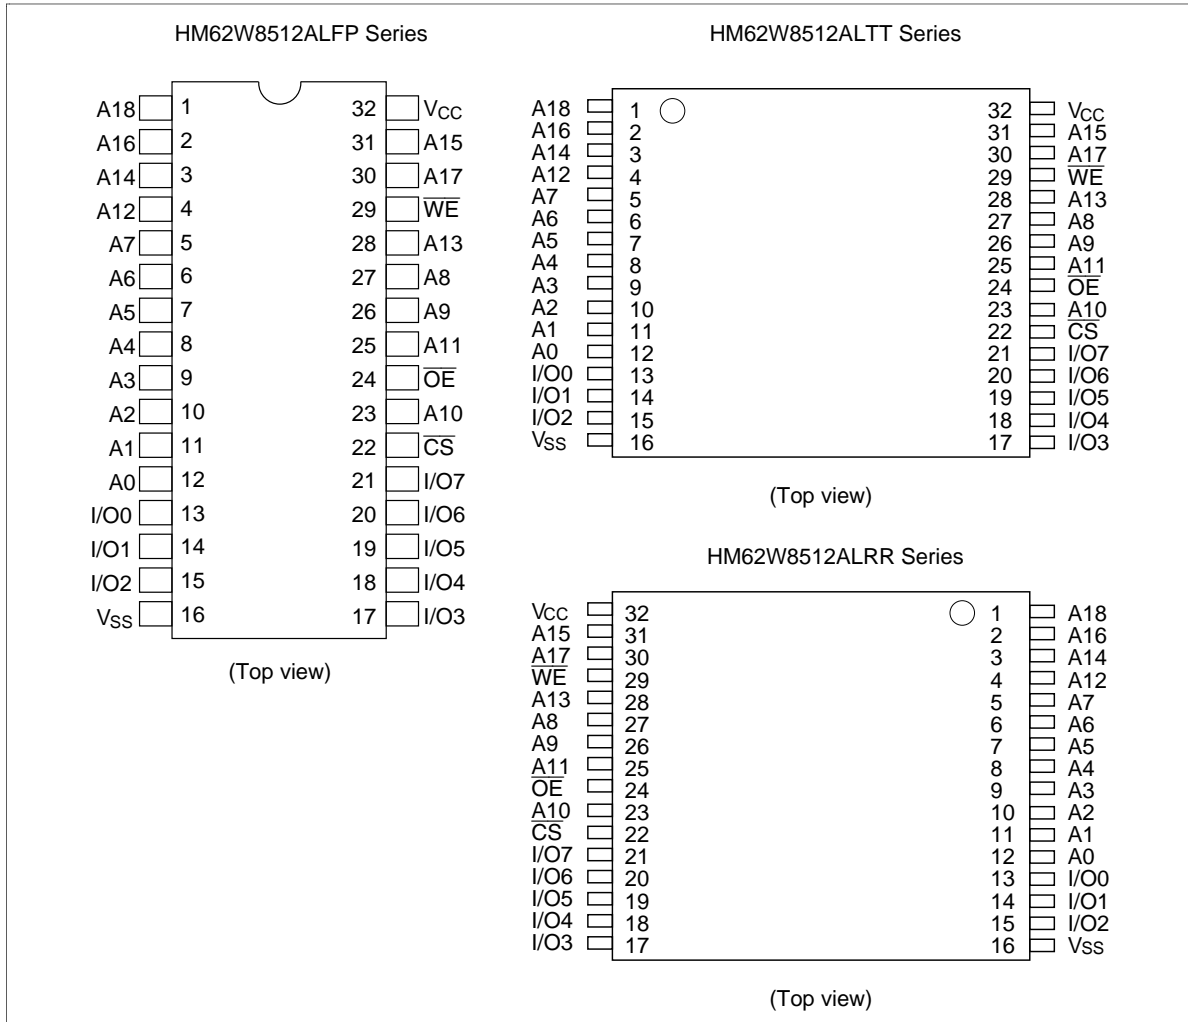 HM62W8512ALFP Series
A18 1 32 VCC
A16 2 31 A15
A14 3 30 A17
A12 4 29 W̅E̅
A7 5 28 A13
A6 6 27 A8
A5 7 26 A9
A4 8 25 A11
A3 9 24 O̅E̅
A2 10 23 A10
A1 11 22 C̅S̅
A0 12 21 I/O7
I/O0 13 20 I/O6
I/O1 14 19 I/O5
I/O2 15 18 I/O4
VSS 16 17 I/O3
(Top view)
HM62W8512ALTT Series
A18 1 32 VCC
A16 2 31 A15
A14 3 30 A17
A12 4 29 W̅E̅
A7 5 28 A13
A6 6 27 A8
A5 7 26 A9
A4 8 25 A11
A3 9 24 O̅E̅
A2 10 23 A10
A1 11 22 C̅S̅
A0 12 21 I/O7
I/O0 13 20 I/O6
I/O1 14 19 I/O5
I/O2 15 18 I/O4
VSS 16 17 I/O3
(Top view)
HM62W8512ALRR Series
VCC 32 1 A18
A15 31 2 A16
A17 30 3 A14
W̅E̅ 29 4 A12
A13 28 5 A7
A8 27 6 A6
A9 26 7 A5
A11 25 8 A4
O̅E̅ 24 9 A3
A10 23 10 A2
C̅S̅ 22 11 A1
I/O7 21 12 A0
I/O6 20 13 I/O0
I/O5 19 14 I/O1
I/O4 18 15 I/O2
I/O3 17 16 VSS
(Top view)